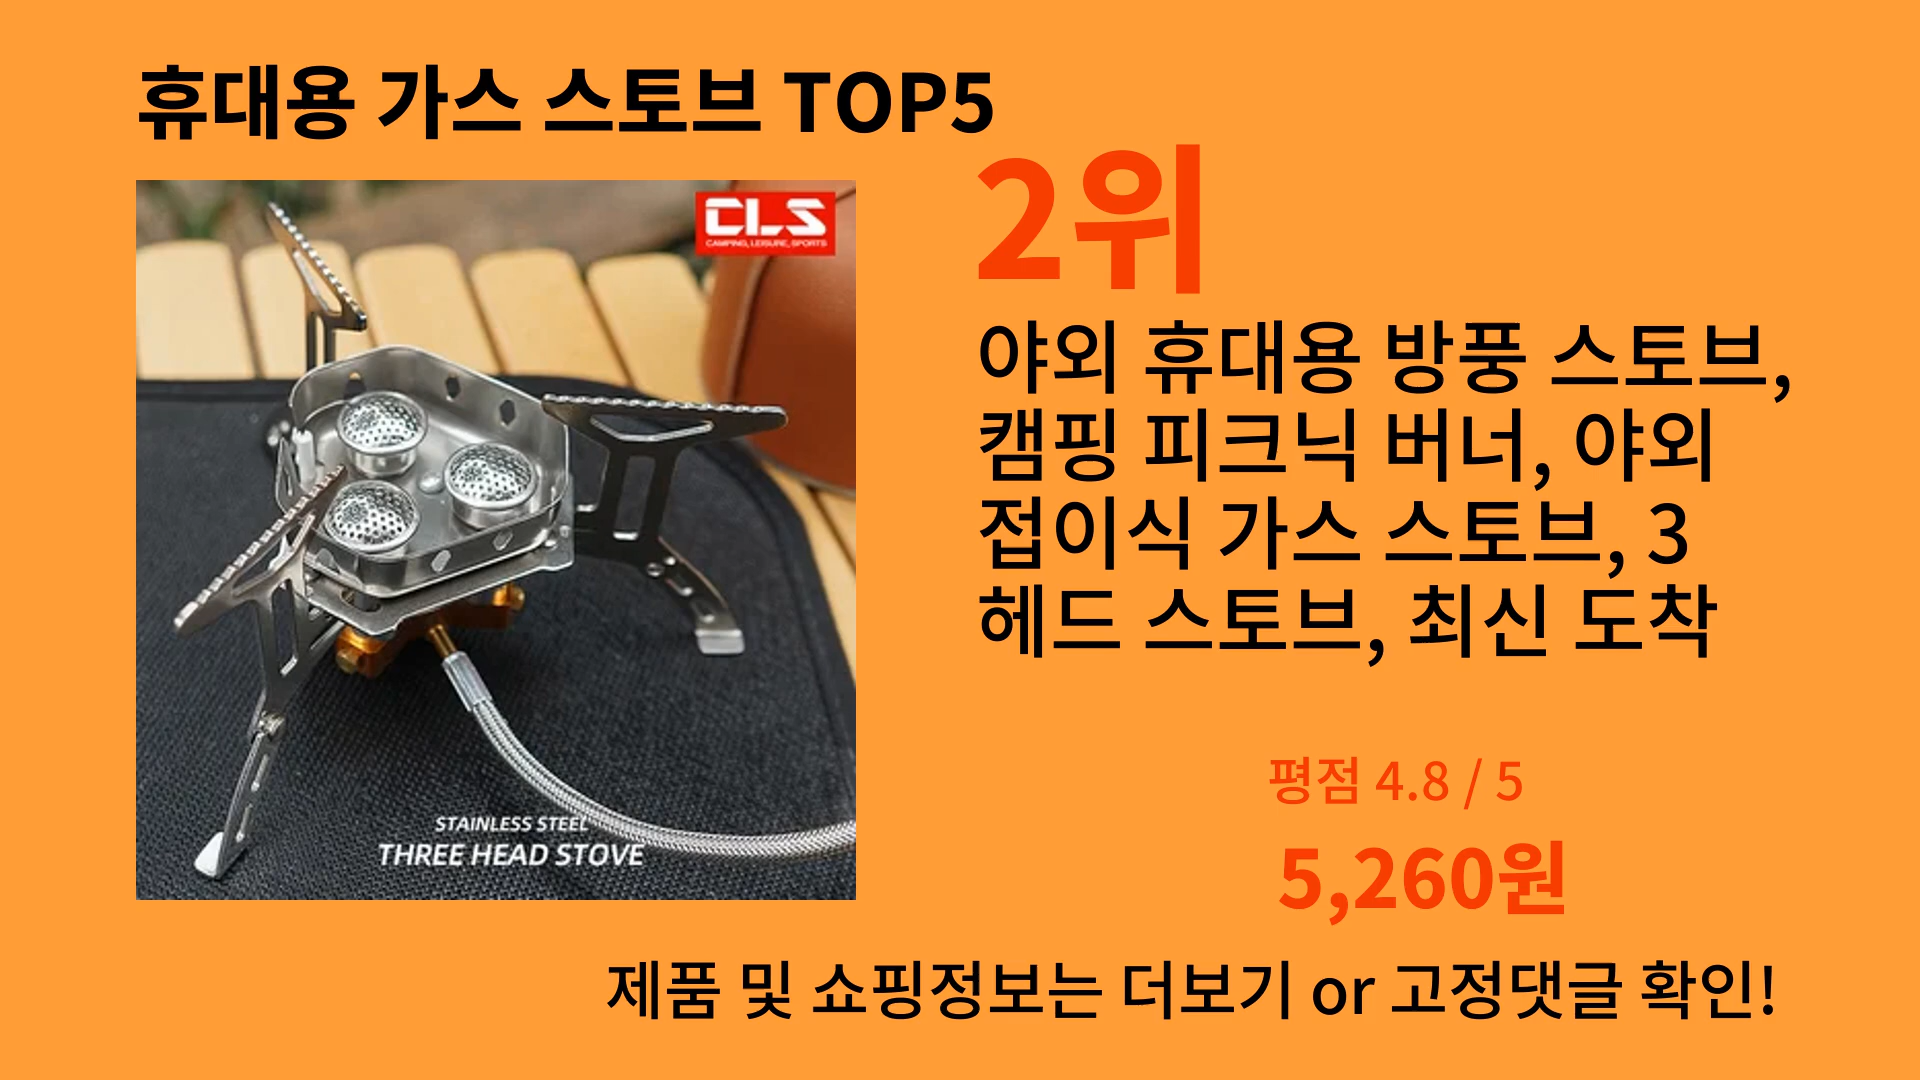 휴대용 가스 스토브 TOP5
2위
CLS
CAMPING, LEISURE, SPORTS
야외 휴대용 방풍 스토브,
캠핑 피크닉 버너, 야외
접이식 가스 스토브, 3
헤드 스토브, 최신 도착
STAINLESS STEEL
THREE HEAD STOVE
평점 4.8 / 5
5,260원
제품 및 쇼핑정보는 더보기 or 고정댓글 확인!